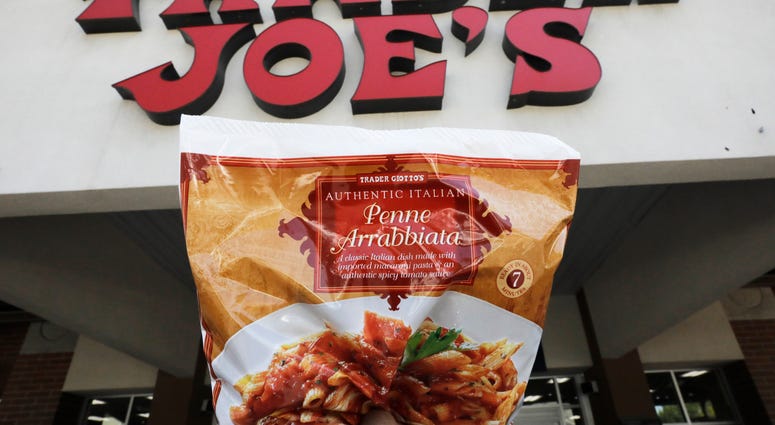 JOE'S
TRADER GIOTTO'S
AUTHENTIC ITALIAN
Penne
Arrabbiata
A classic Italian dish made with
imported macaroni pasta & an
authentic spicy tomato sauce
7
MINUTES